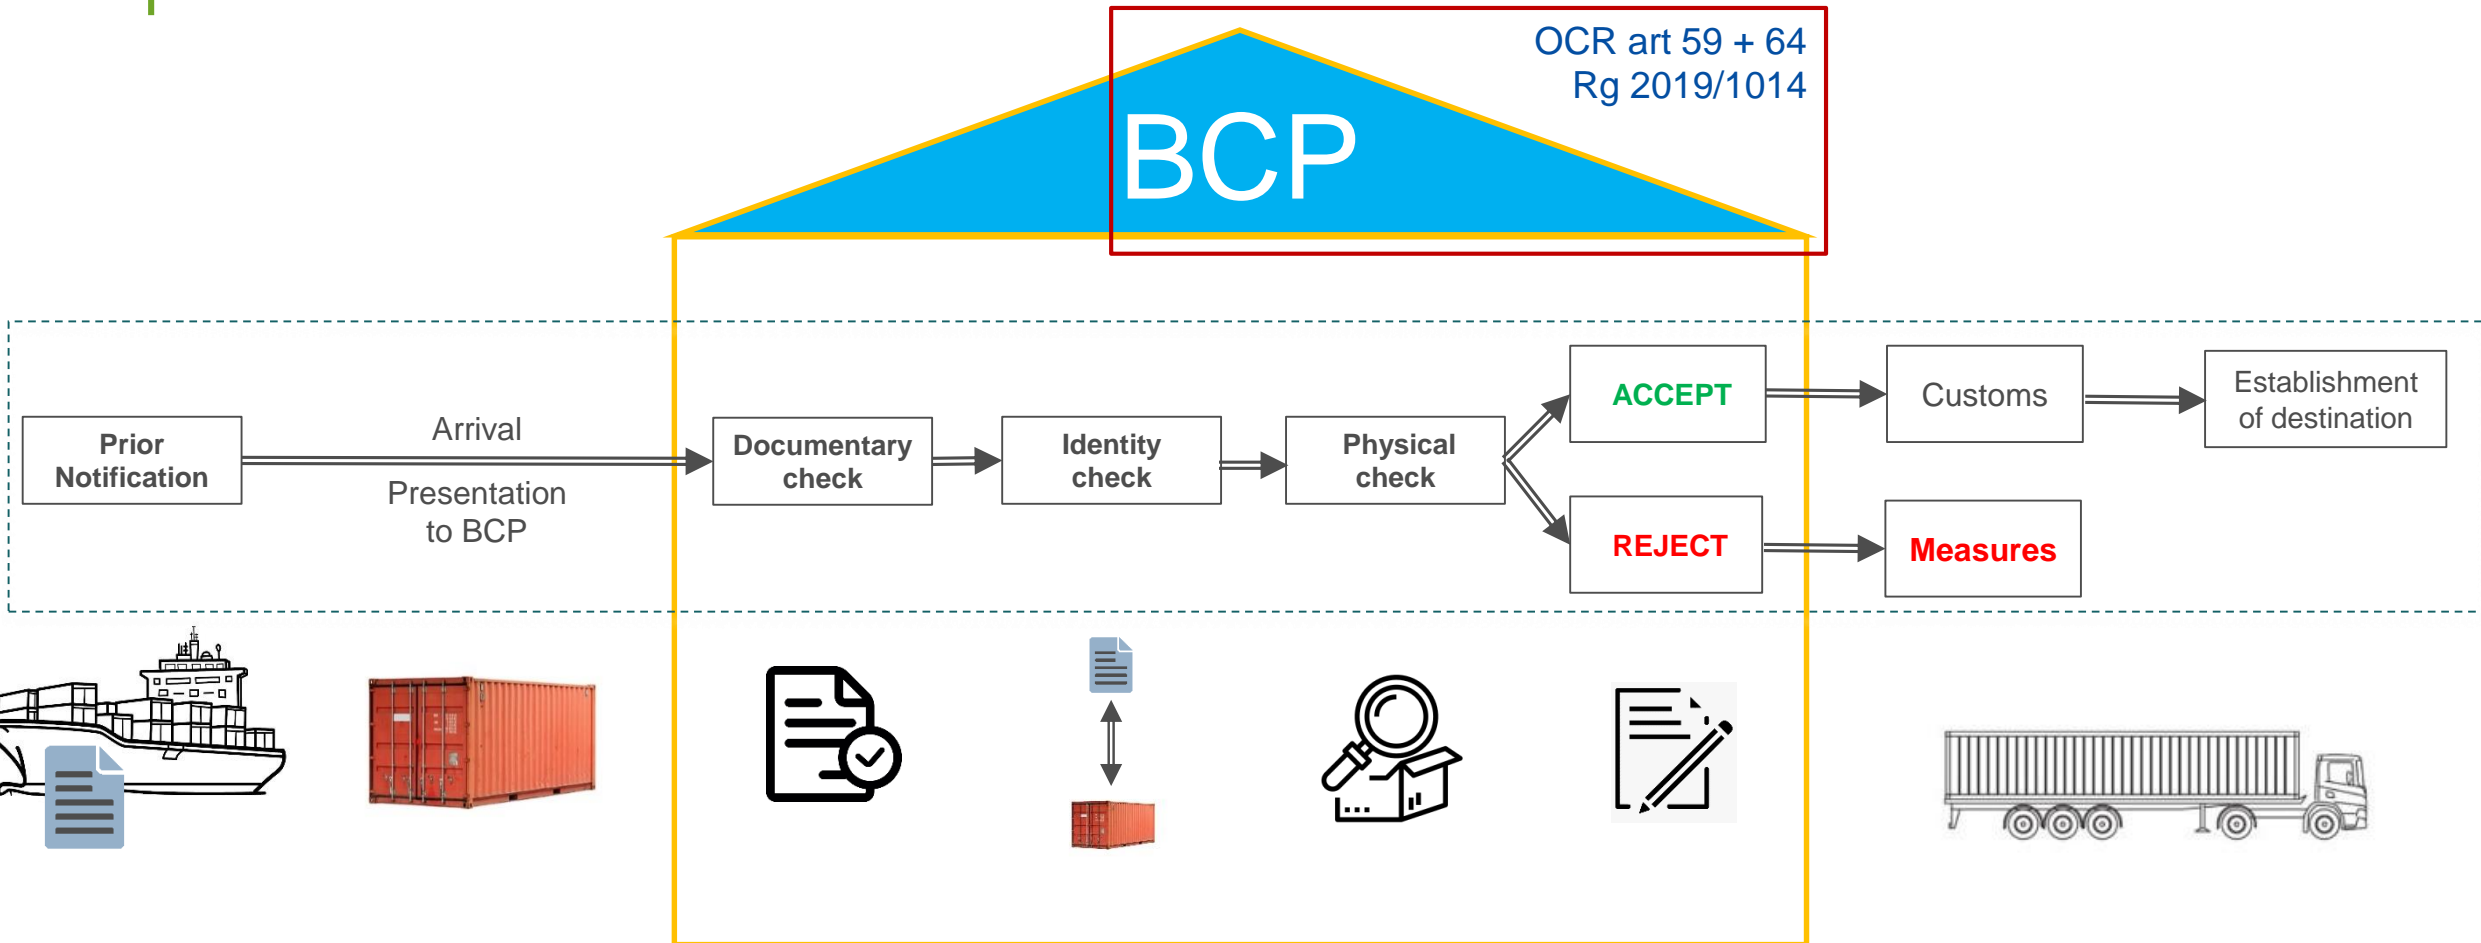 OCR art 59 + 64
Rg 2019/1014
BCP
Prior
Notification
Arrival
Presentation
to BCP
Documentary
check
Identity
check
Physical
check
ACCEPT
REJECT
Customs
Measures
Establishment
of destination